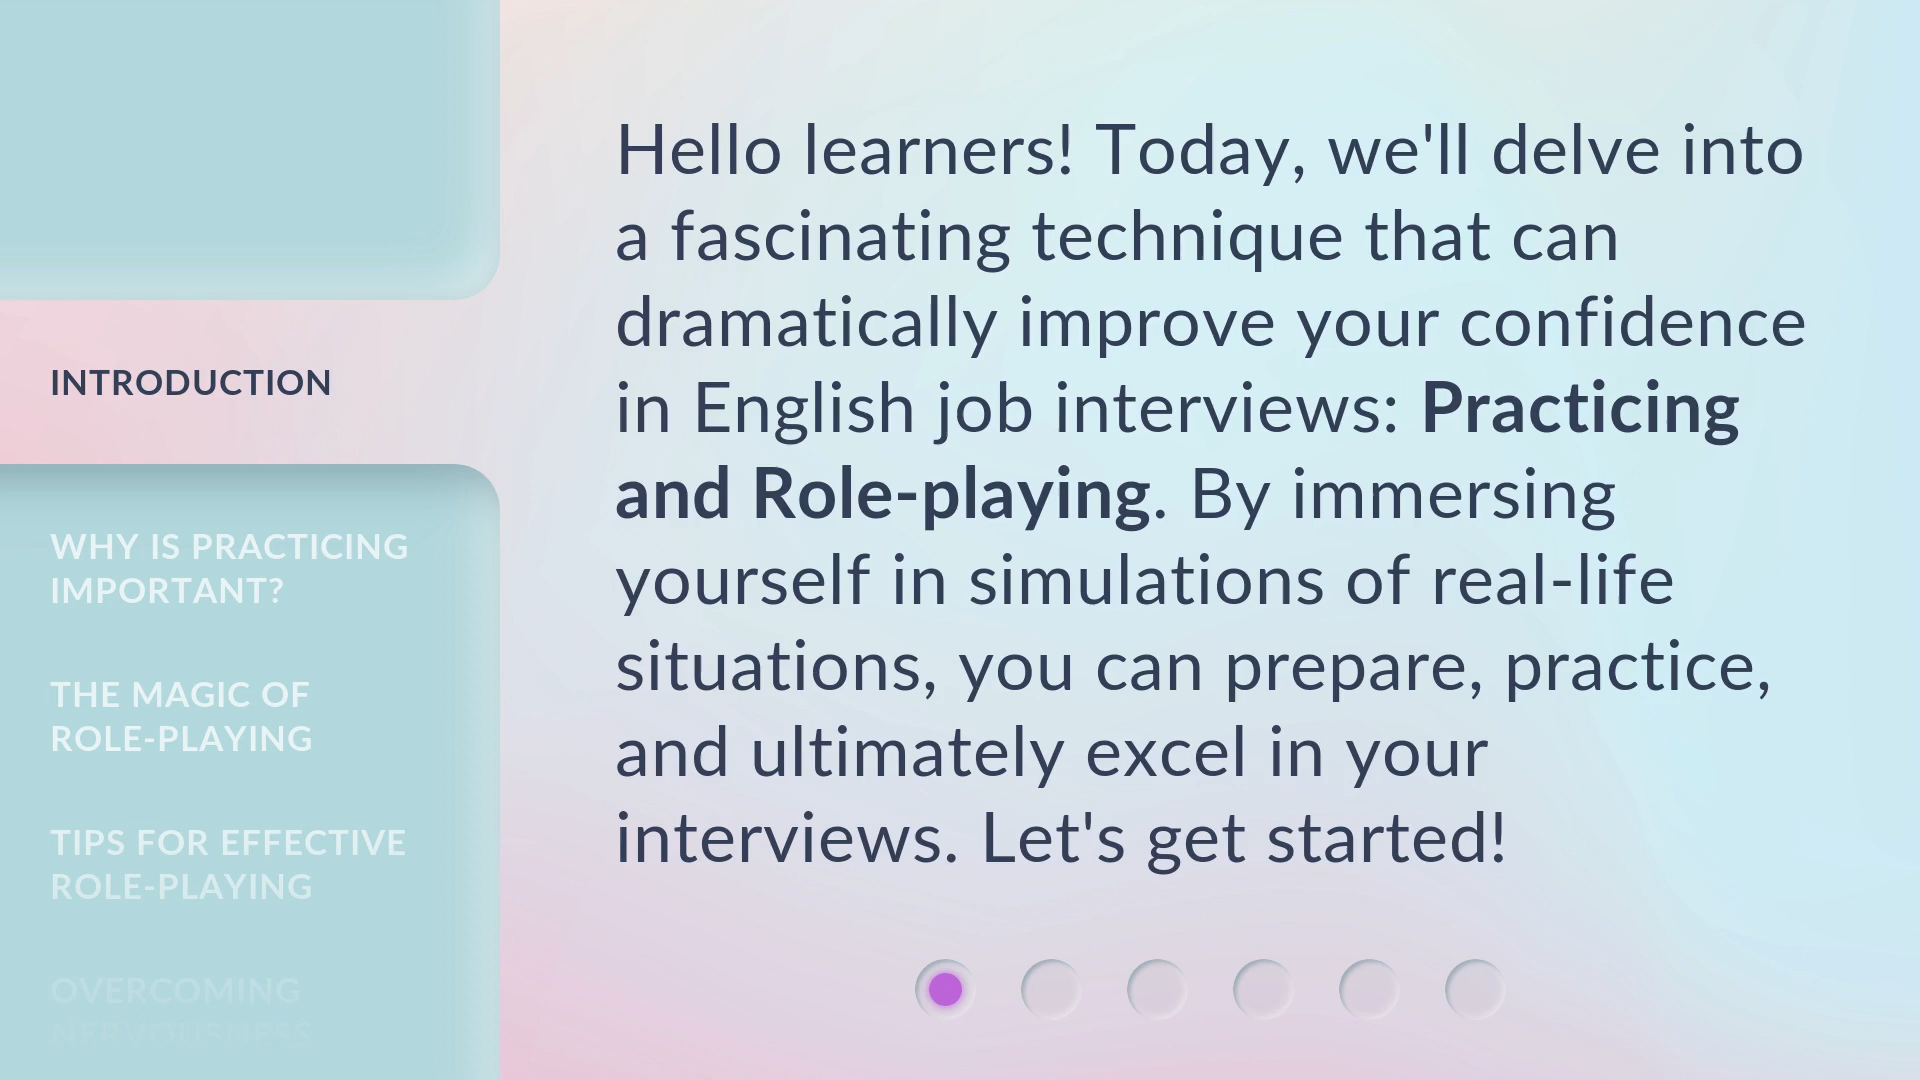 INTRODUCTION
WHY IS PRACTICING
IMPORTANT?
THE MAGIC OF
ROLE-PLAYING
TIPS FOR EFFECTIVE
ROLE-PLAYING
OVERCOMING
NERVOUSNESS
Hello learners! Today, we'll delve into
a fascinating technique that can
dramatically improve your confidence
in English job interviews: Practicing
and Role-playing. By immersing
yourself in simulations of real-life
situations, you can prepare, practice,
and ultimately excel in your
interviews. Let's get started!